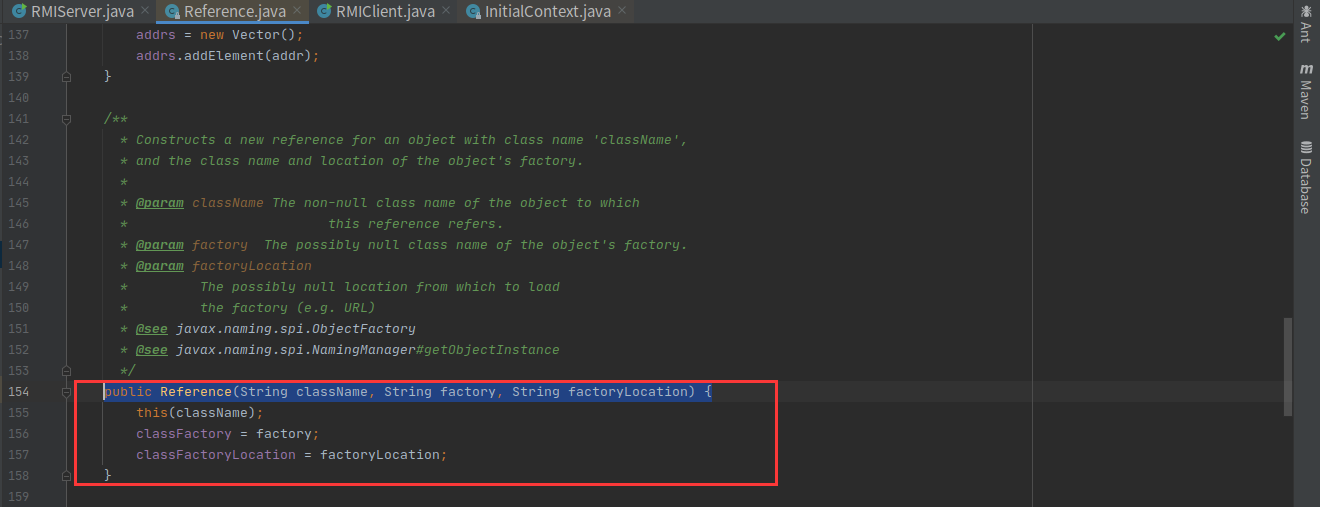 RMIServer.java × Reference.java × RMIClient.java × InitialContext.java ×
137 addrs = new Vector();
138 addrs.addElement(addr);
139 }
140
141 /**
142 * Constructs a new reference for an object with class name 'className',
143 * and the class name and location of the object's factory.
144 *
145 * @param className The non-null class name of the object to which
146 * this reference refers.
147 * @param factory The possibly null class name of the object's factory.
148 * @param factoryLocation
149 * The possibly null location from which to load
150 * the factory (e.g. URL)
151 * @see javax.naming.spi.ObjectFactory
152 * @see javax.naming.spi.NamingManager#getObjectInstance
153 */
154 public Reference(String className, String factory, String factoryLocation) {
155 this(className);
156 classFactory = factory;
157 classFactoryLocation = factoryLocation;
158 }
159
Ant
m Maven
Database